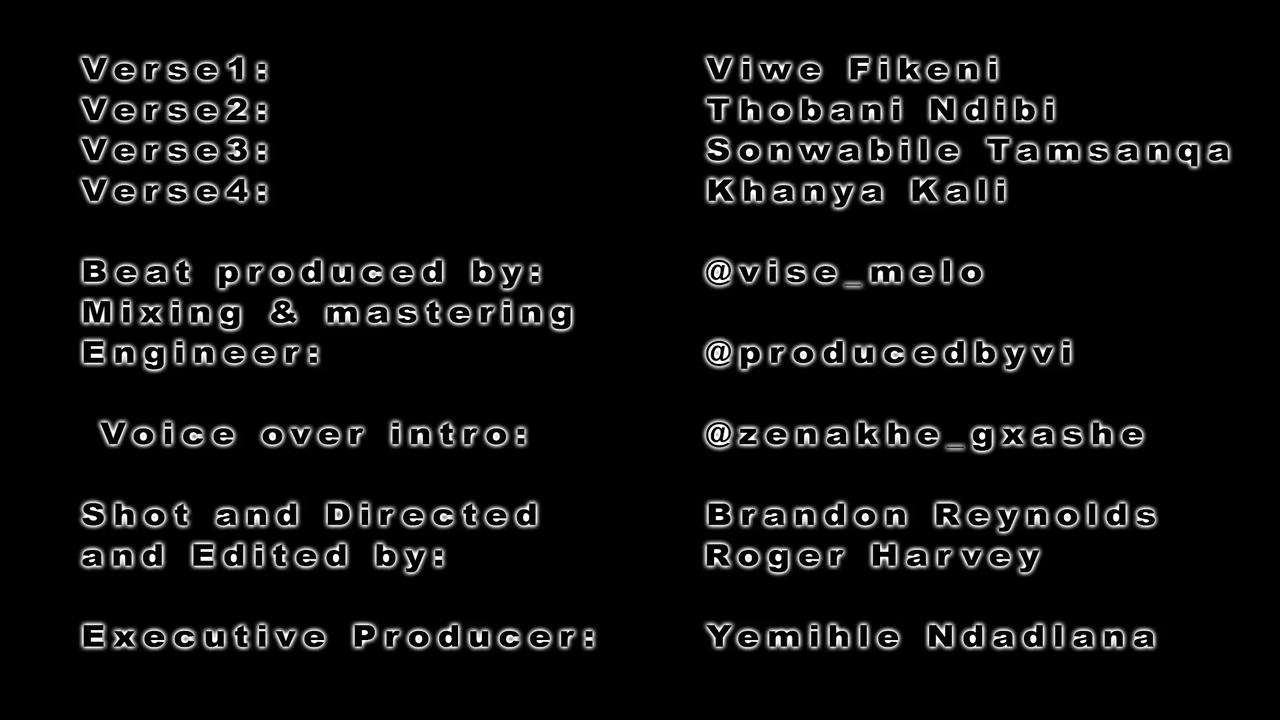 Verse1: Viwe Fikeni
Verse2: Thobani Ndibi
Verse3: Sonwabile Tamsanqa
Verse4: Khanya Kali
Beat produced by: @vise_melo
Mixing & mastering
Engineer: @producedbyvi
Voice over intro: @zenakhe_gxashe
Shot and Directed Brandon Reynolds
and Edited by: Roger Harvey
Executive Producer: Yemihle Ndadlana